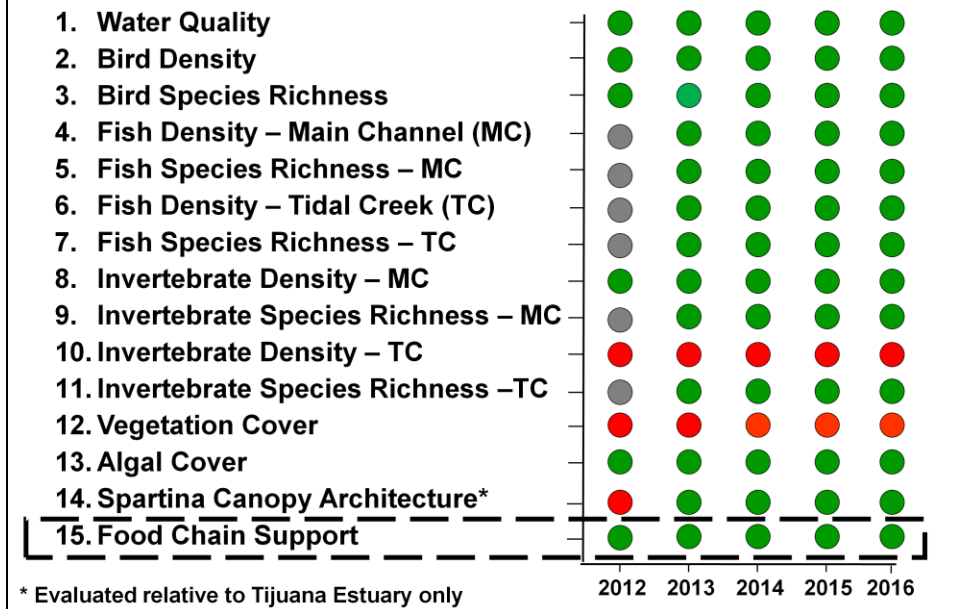 1. Water Quality
2. Bird Density
3. Bird Species Richness
4. Fish Density – Main Channel (MC)
5. Fish Species Richness – MC
6. Fish Density – Tidal Creek (TC)
7. Fish Species Richness – TC
8. Invertebrate Density – MC
9. Invertebrate Species Richness – MC
10. Invertebrate Density – TC
11. Invertebrate Species Richness –TC
12. Vegetation Cover
13. Algal Cover
14. Spartina Canopy Architecture*
15. Food Chain Support
2012 2013 2014 2015 2016
* Evaluated relative to Tijuana Estuary only